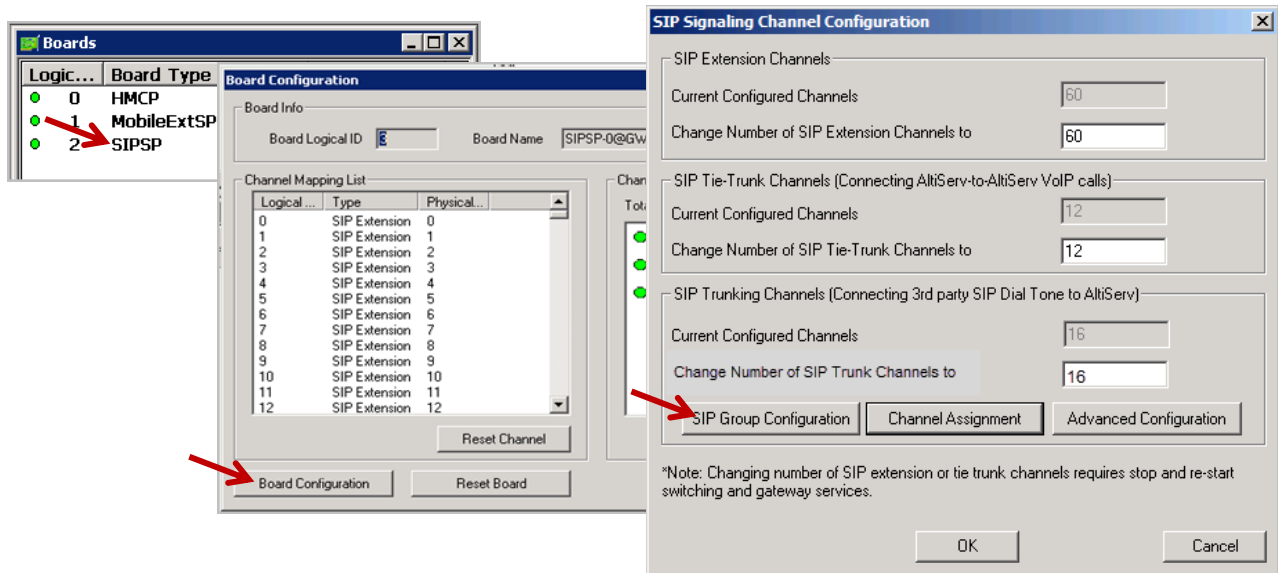 Boards
Logic... Board Type
0 HMCP
1 MobileExtSP
2 SIPSP
Board Configuration
Board Info
Board Logical ID Board Name SIPSP-0@GW
Channel Mapping List
Logical ... Type Physical...
0 SIP Extension 0
1 SIP Extension 1
2 SIP Extension 2
3 SIP Extension 3
4 SIP Extension 4
5 SIP Extension 5
6 SIP Extension 6
7 SIP Extension 7
8 SIP Extension 8
9 SIP Extension 9
10 SIP Extension 10
11 SIP Extension 11
12 SIP Extension 12
Reset Channel
Board Configuration Reset Board
SIP Signaling Channel Configuration
SIP Extension Channels
Current Configured Channels 60
Change Number of SIP Extension Channels to 60
SIP Tie-Trunk Channels (Connecting AltiServ-to-AltiServ VoIP calls)
Current Configured Channels 12
Change Number of SIP Tie-Trunk Channels to 12
SIP Trunking Channels (Connecting 3rd party SIP Dial Tone to AltiServ)
Current Configured Channels 16
Change Number of SIP Trunk Channels to 16
SIP Group Configuration Channel Assignment Advanced Configuration
*Note: Changing number of SIP extension or tie trunk channels requires stop and re-start
switching and gateway services.
OK Cancel